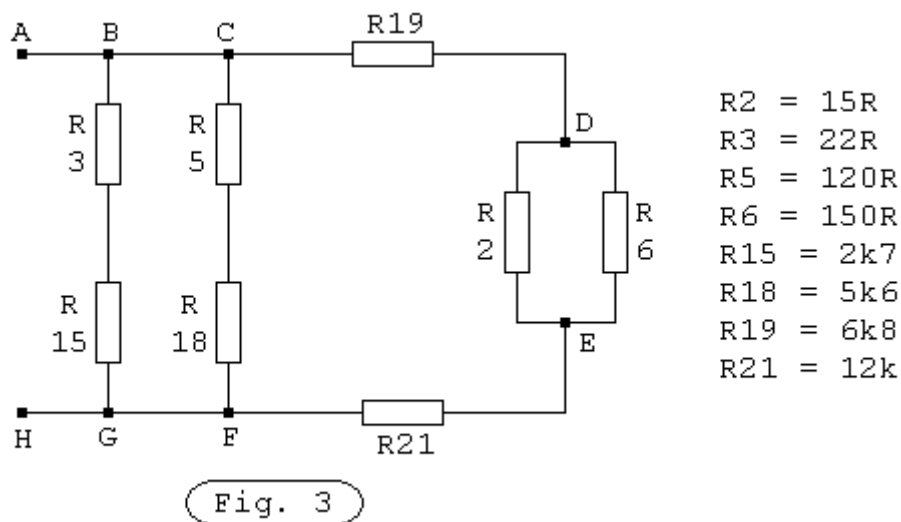 R19
A B C
R 3
R 5
D
R 2
R 6
R 15
R 18
E
H G F
R21
Fig. 3
R2 = 15R
R3 = 22R
R5 = 120R
R6 = 150R
R15 = 2k7
R18 = 5k6
R19 = 6k8
R21 = 12k